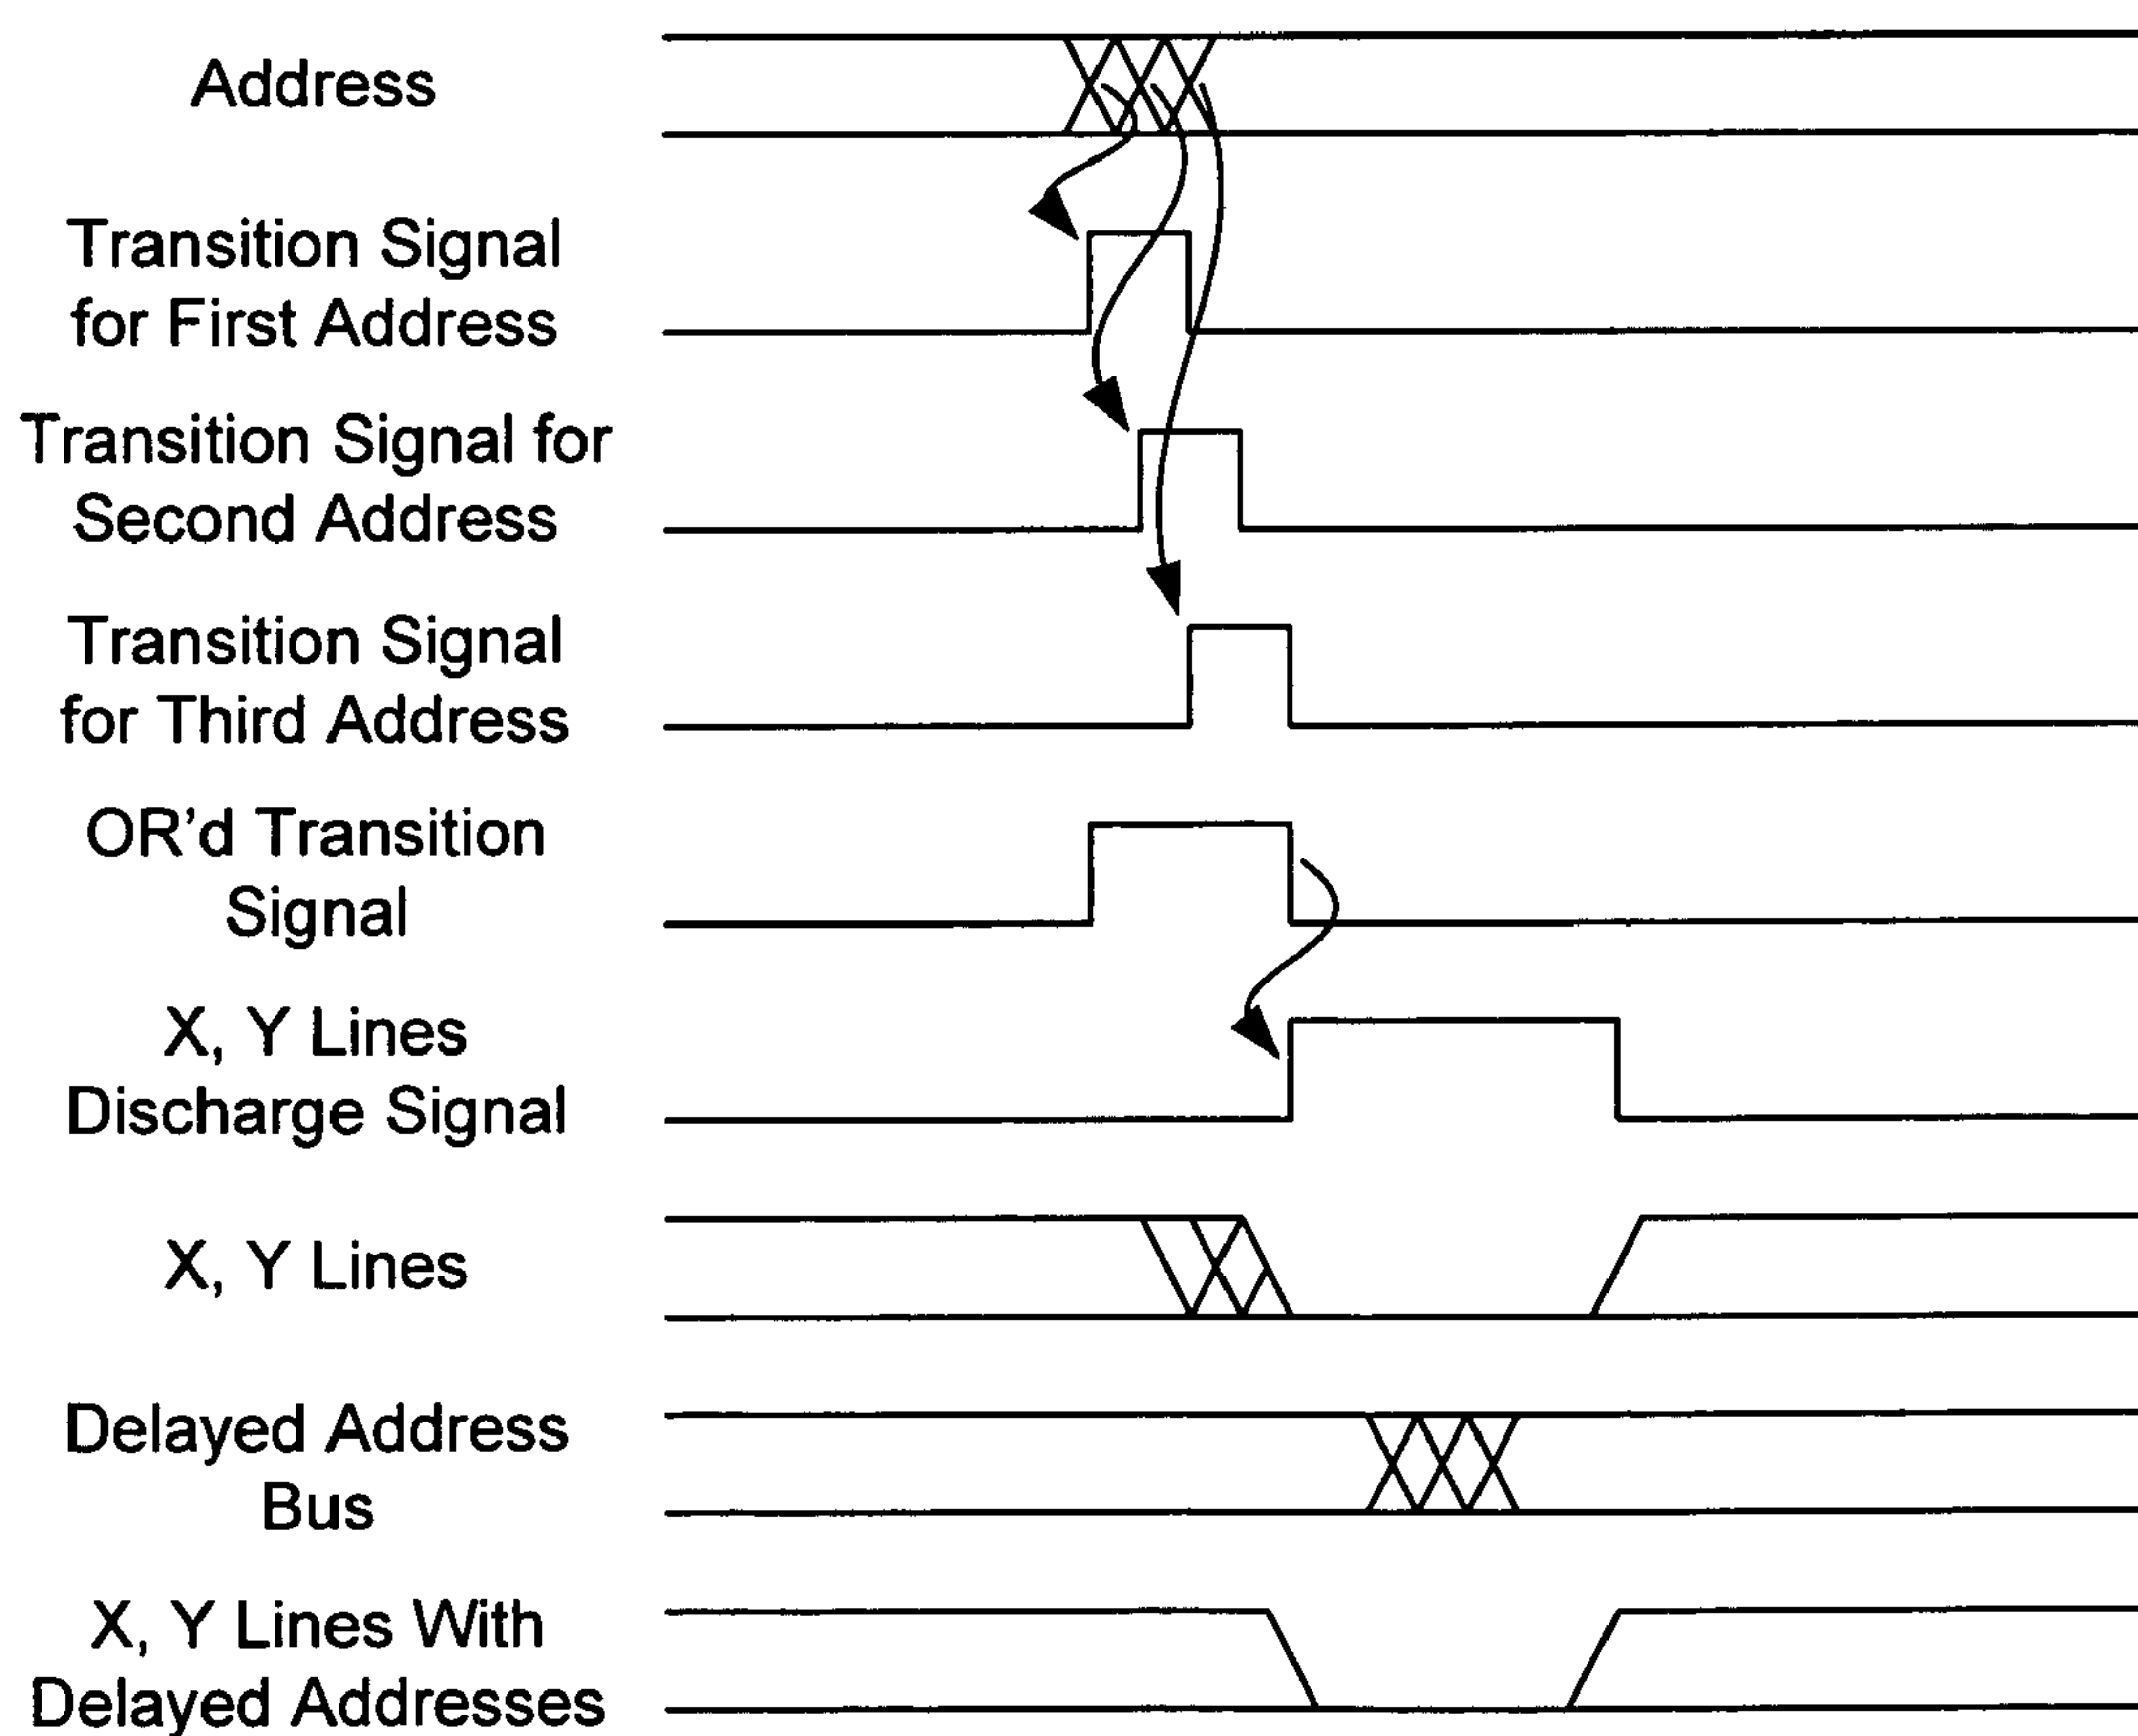 Address
Transition Signal
for First Address
Transition Signal for
Second Address
Transition Signal
for Third Address
OR'd Transition
Signal
X, Y Lines
Discharge Signal
X, Y Lines
Delayed Address
Bus
X, Y Lines With
Delayed Addresses